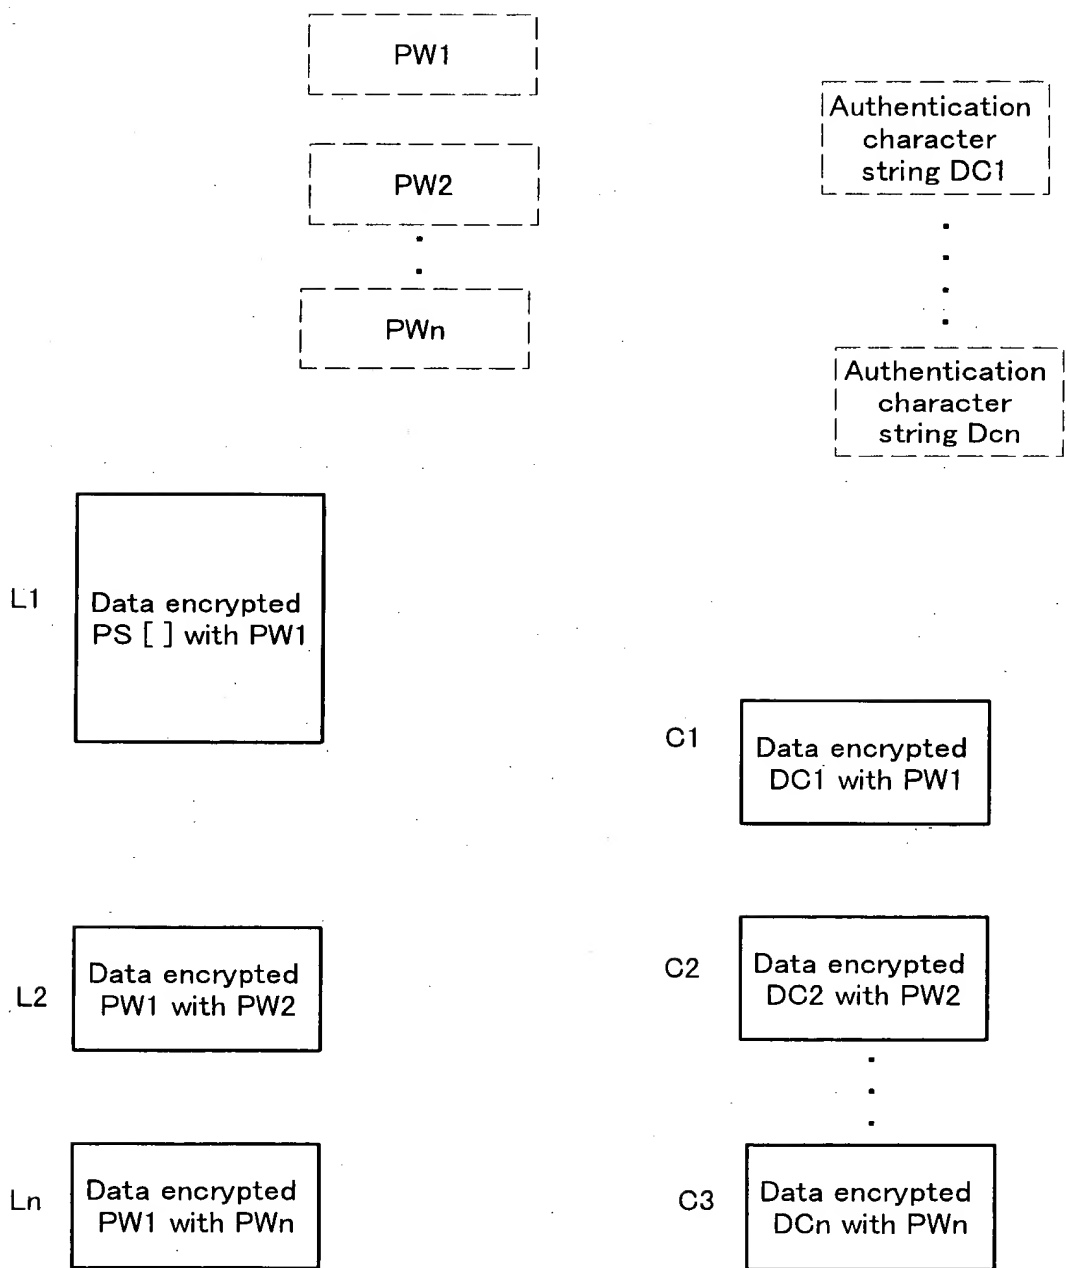 PW1
PW2
PWn
Authentication
character
string DC1
Authentication
character
string Dcn
L1
Data encrypted
PS [ ] with PW1
C1
Data encrypted
DC1 with PW1
L2
Data encrypted
PW1 with PW2
C2
Data encrypted
DC2 with PW2
Ln
Data encrypted
PW1 with PWn
C3
Data encrypted
DCn with PWn